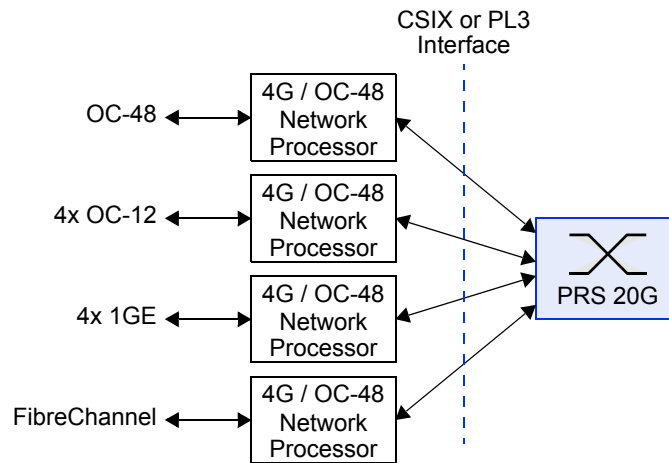 CSIX or PL3
Interface
OC-48
4G / OC-48
Network
Processor
4x OC-12
4G / OC-48
Network
Processor
PRS 20G
4x 1GE
4G / OC-48
Network
Processor
FibreChannel
4G / OC-48
Network
Processor